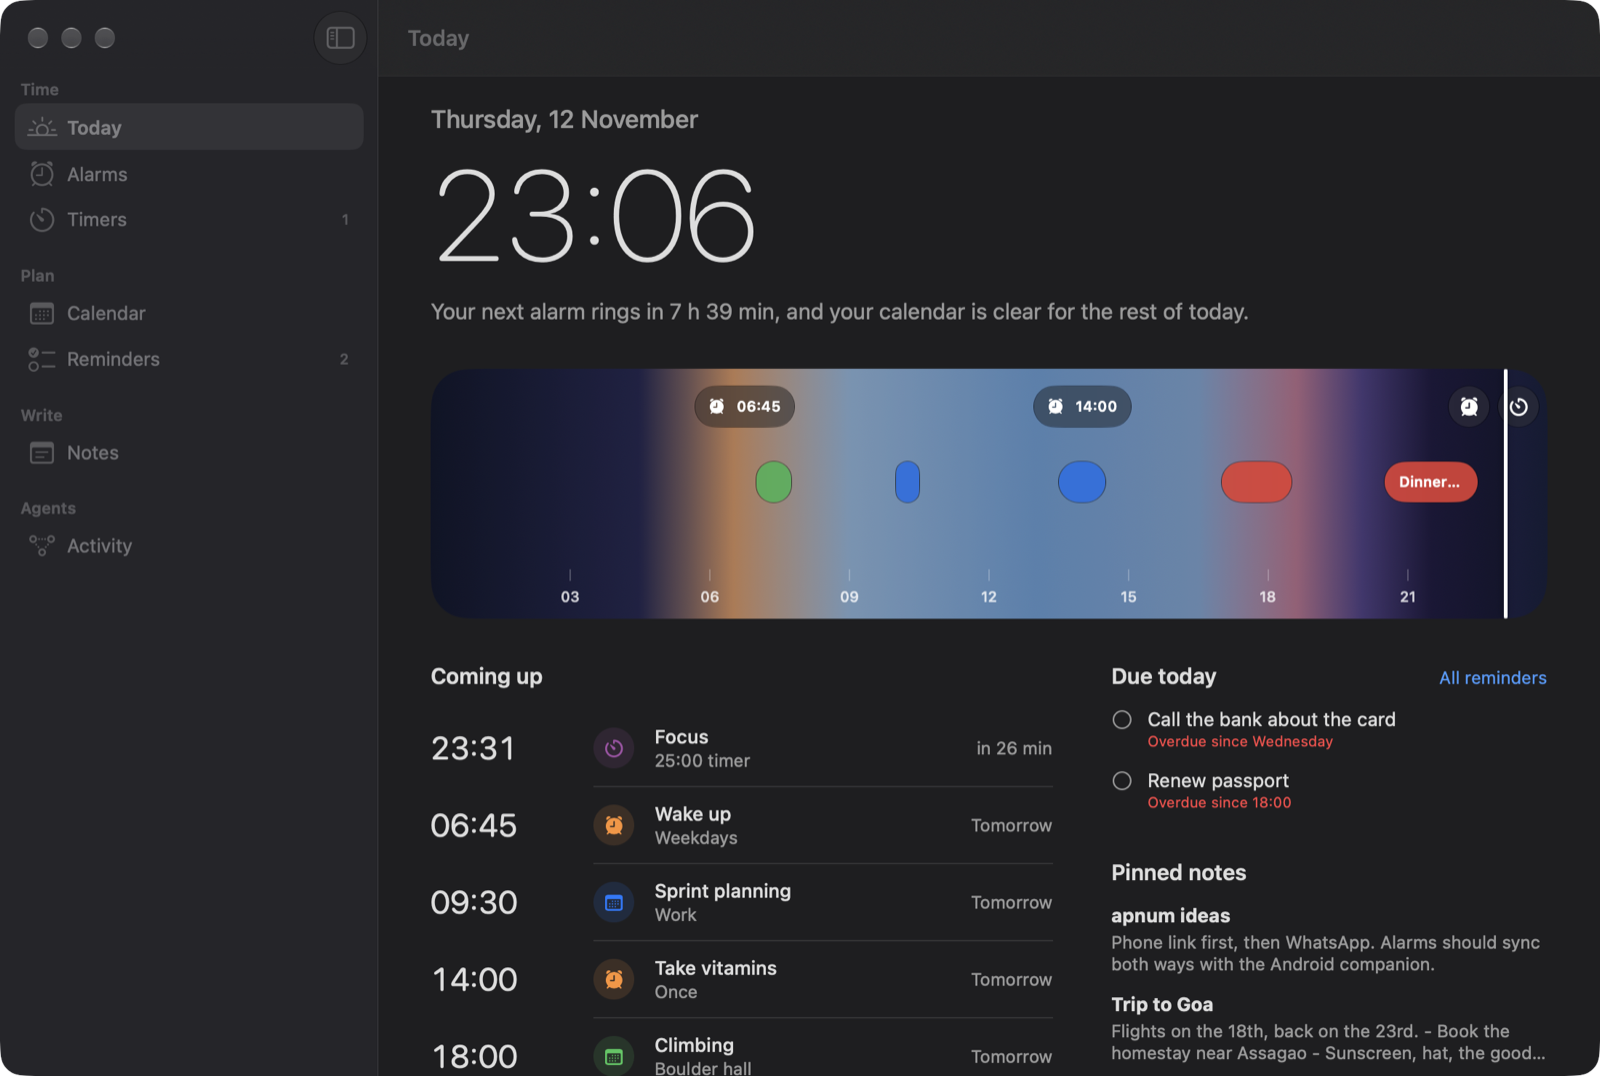 Today
Time
Today
Alarms
Timers 1
Plan
Calendar
Reminders 2
Write
Notes
Agents
Activity
Thursday, 12 November
23:06
Your next alarm rings in 7 h 39 min, and your calendar is clear for the rest of today.
06:45
14:00
Dinner...
03
06
09
12
15
18
21
Coming up
23:31
Focus
25:00 timer
in 26 min
06:45
Wake up
Weekdays
Tomorrow
09:30
Sprint planning
Work
Tomorrow
14:00
Take vitamins
Once
Tomorrow
18:00
Climbing
Boulder hall
Tomorrow
Due today
All reminders
Call the bank about the card
Overdue since Wednesday
Renew passport
Overdue since 18:00
Pinned notes
apnum ideas
Phone link first, then WhatsApp. Alarms should sync
both ways with the Android companion.
Trip to Goa
Flights on the 18th, back on the 23rd. - Book the
homestay near Assagao - Sunscreen, hat, the good...